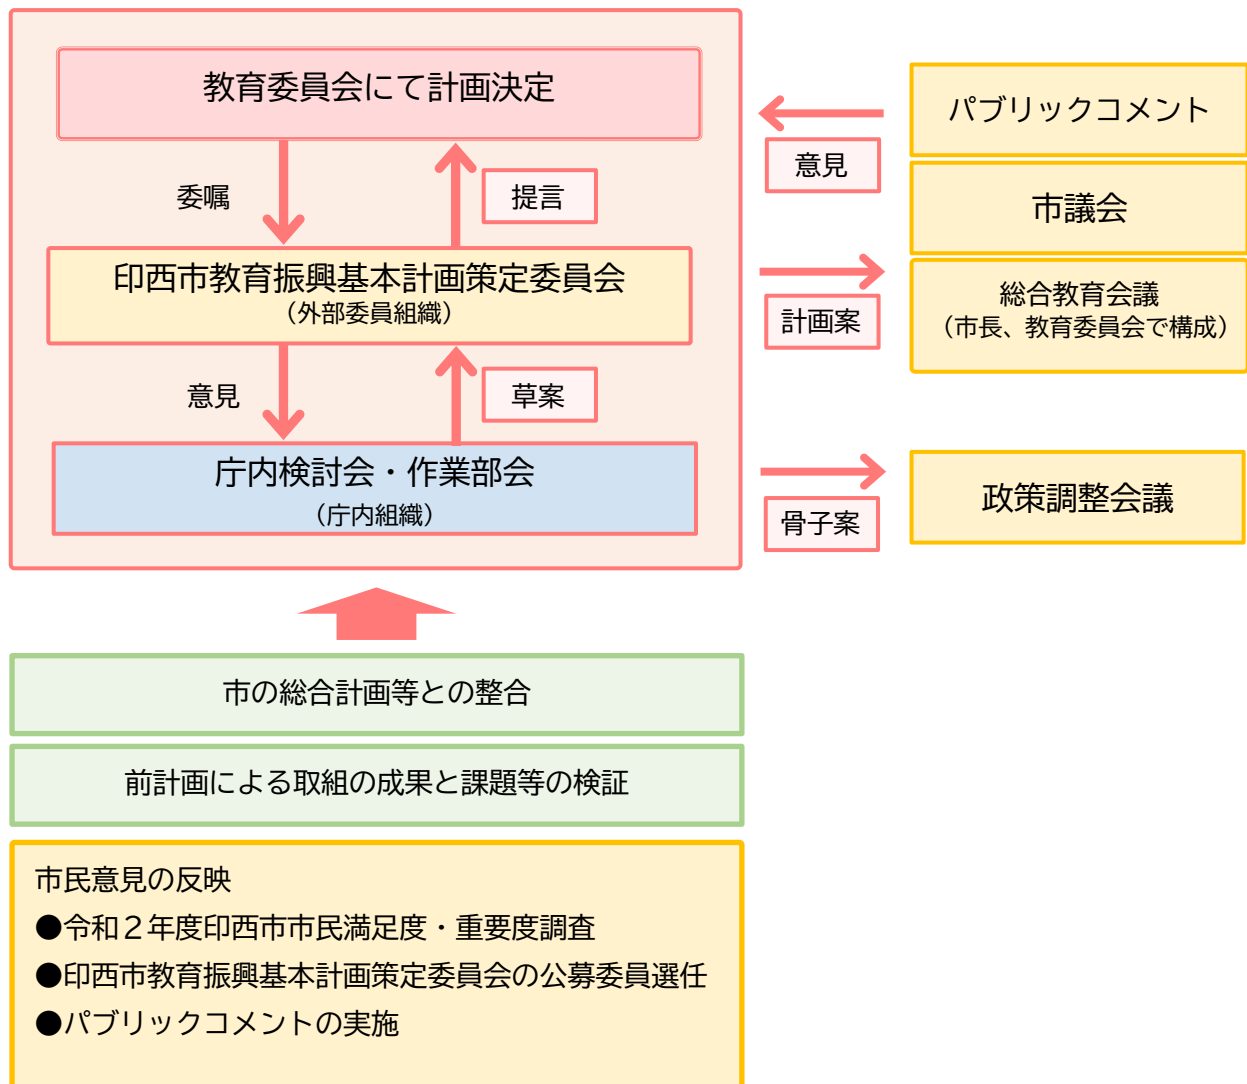 教育委員会にて計画決定
委嘱
提言
印西市教育振興基本計画策定委員会
（外部委員組織）
意見
草案
庁内検討会・作業部会
（庁内組織）
パブリックコメント
意見
市議会
計画案
総合教育会議
（市長、教育委員会で構成）
骨子案
政策調整会議
市の総合計画等との整合
前計画による取組の成果と課題等の検証
市民意見の反映
●令和２年度印西市市民満足度・重要度調査
●印西市教育振興基本計画策定委員会の公募委員選任
●パブリックコメントの実施